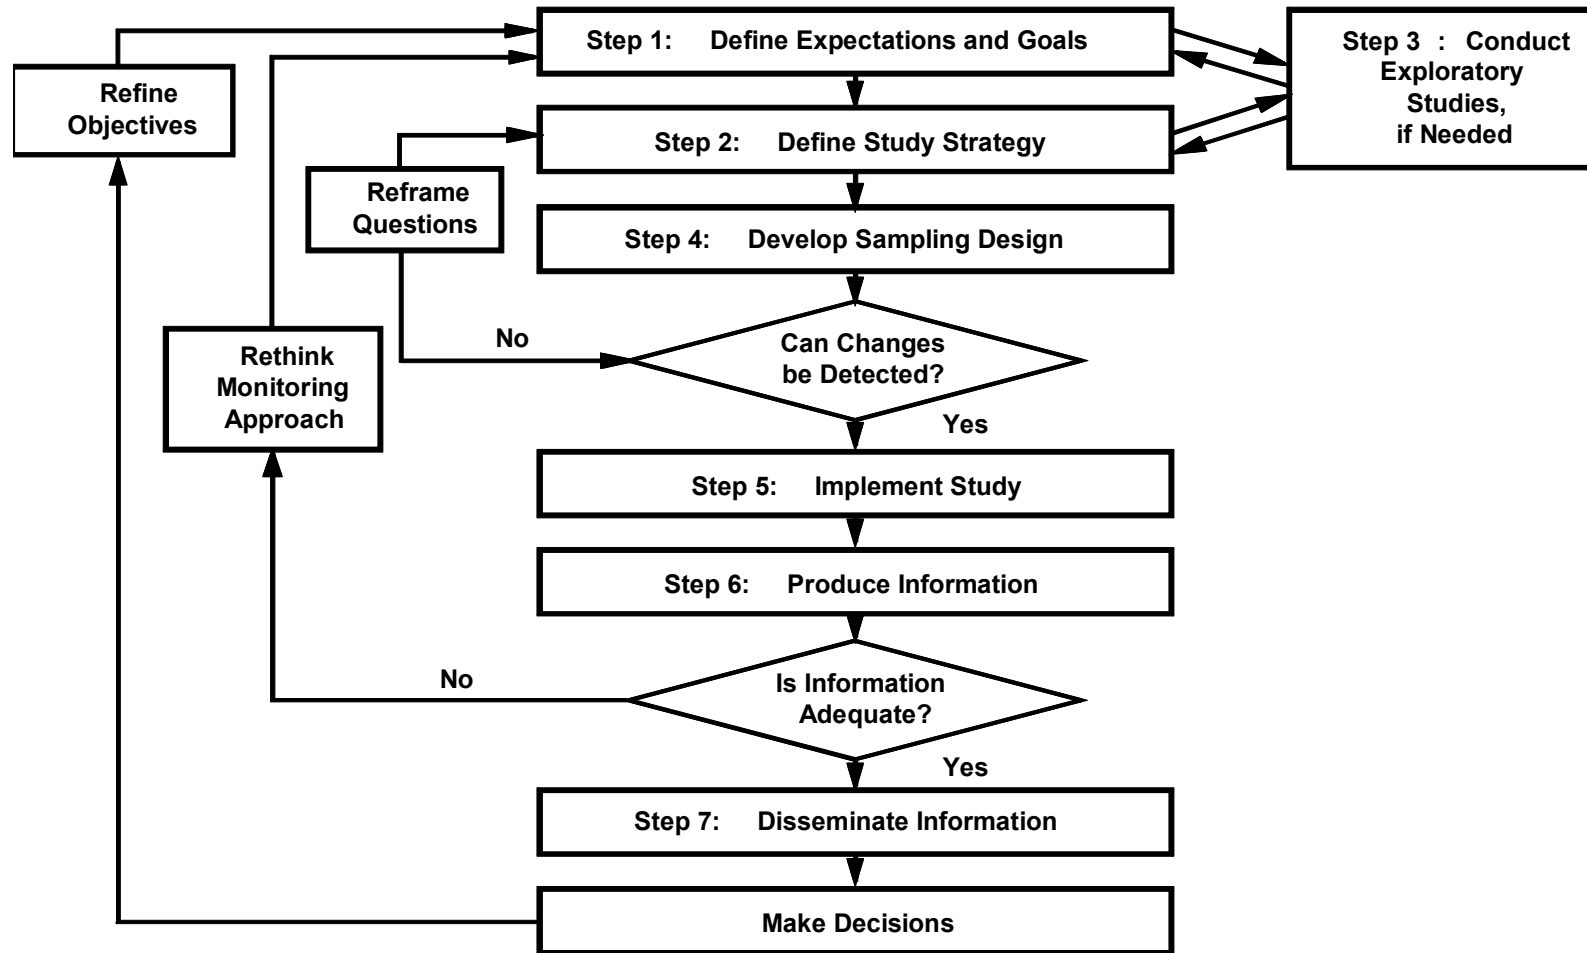 Step 1: Define Expectations and Goals
Step 3 : Conduct
Exploratory
Studies,
if Needed
Refine
Objectives
Step 2: Define Study Strategy
Reframe
Questions
Step 4: Develop Sampling Design
No
Can Changes
be Detected?
Rethink
Monitoring
Approach
Yes
Step 5: Implement Study
Step 6: Produce Information
No
Is Information
Adequate?
Yes
Step 7: Disseminate Information
Make Decisions